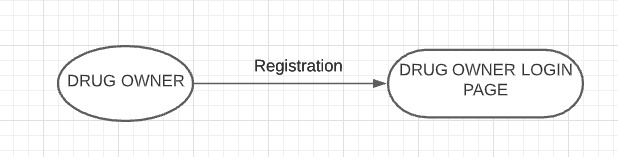 DRUG OWNER
Registration
DRUG OWNER LOGIN
PAGE